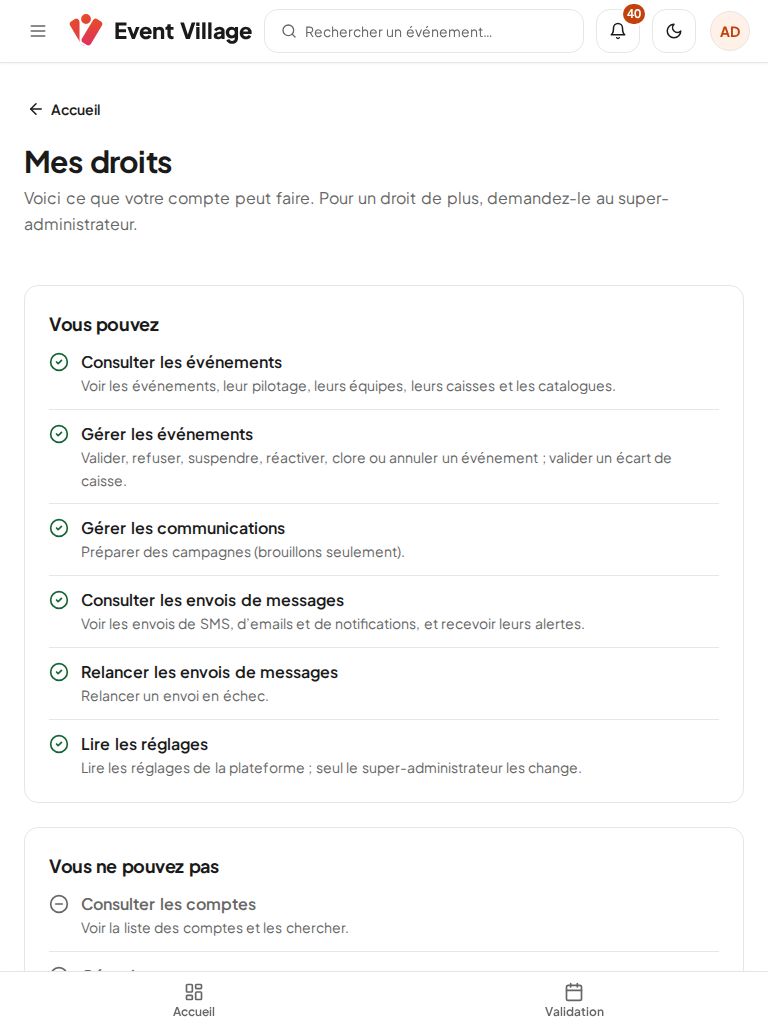 Event Village
Rechercher un événement…
40
AD
Accueil
Mes droits
Voici ce que votre compte peut faire. Pour un droit de plus, demandez-le au super-
administrateur.
Vous pouvez
Consulter les événements
Voir les événements, leur pilotage, leurs équipes, leurs caisses et les catalogues.
Gérer les événements
Valider, refuser, suspendre, réactiver, clore ou annuler un événement ; valider un écart de
caisse.
Gérer les communications
Préparer des campagnes (brouillons seulement).
Consulter les envois de messages
Voir les envois de SMS, d’emails et de notifications, et recevoir leurs alertes.
Relancer les envois de messages
Relancer un envoi en échec.
Lire les réglages
Lire les réglages de la plateforme ; seul le super-administrateur les change.
Vous ne pouvez pas
Consulter les comptes
Voir la liste des comptes et les chercher.
Accueil
Validation